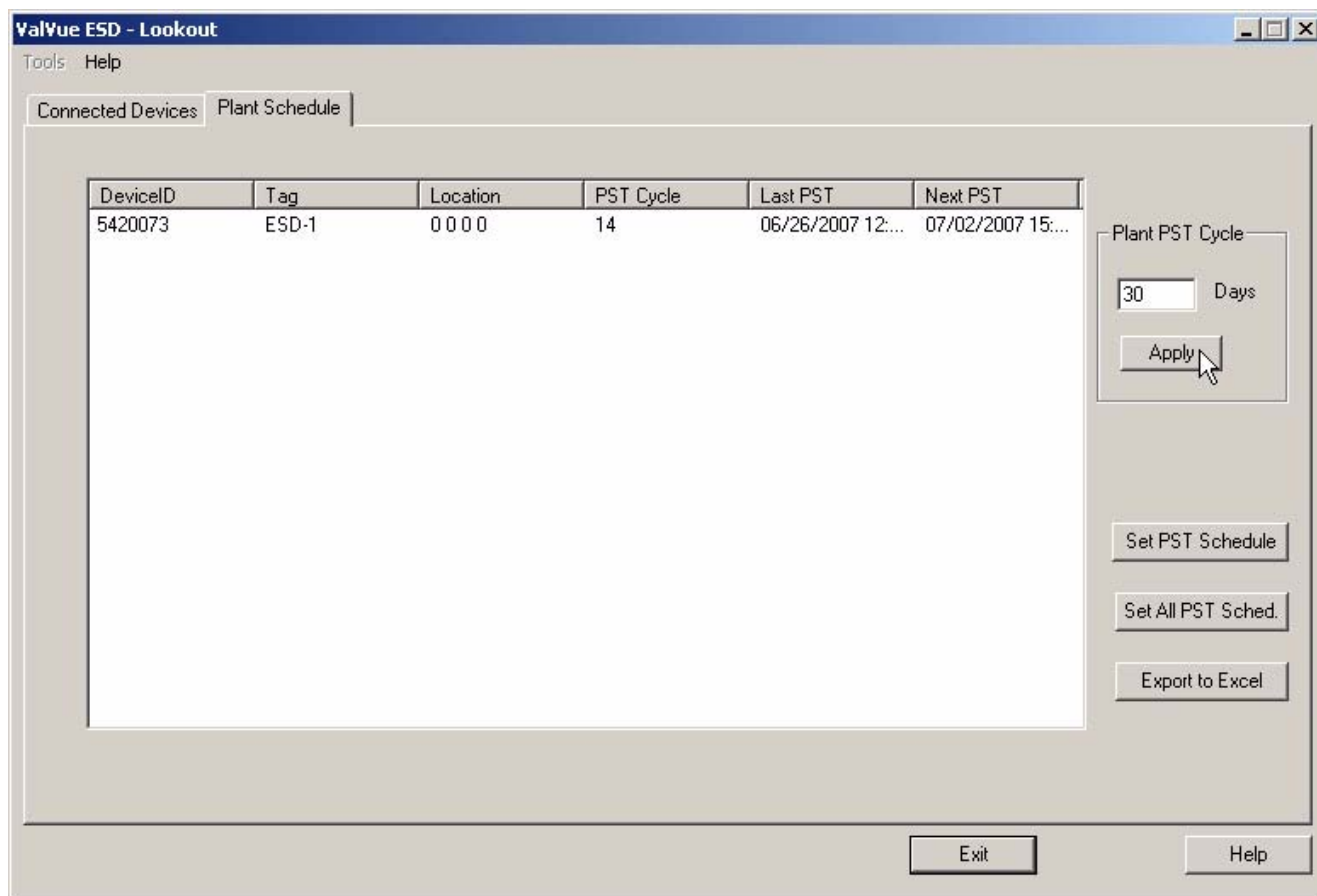 ValVue ESD - Lookout
Tools Help
Connected Devices Plant Schedule
DeviceID Tag Location PST Cycle Last PST Next PST
5420073 ESD-1 0 0 0 0 14 06/26/2007 12:... 07/02/2007 15:...
Plant PST Cycle
30 Days
Apply
Set PST Schedule
Set All PST Sched.
Export to Excel
Exit Help